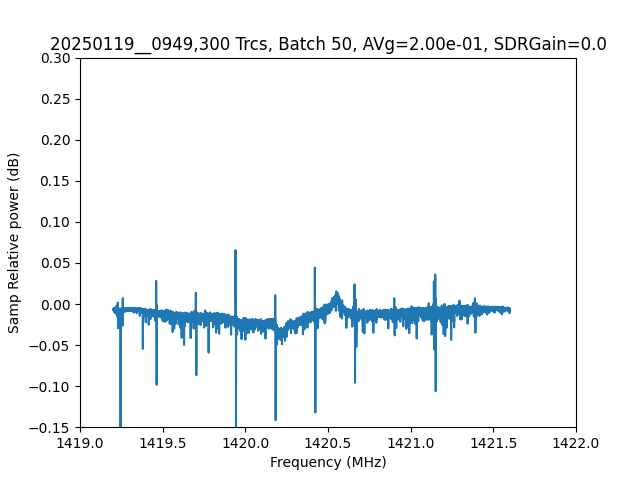 20250119__0949,300 Trcs, Batch 50, AVg=2.00e-01, SDRGain=0.0
0.30
0.25
0.20
0.15
0.10
0.05
0.00
−0.05
−0.10
−0.15
Samp Relative power (dB)
1419.0 1419.5 1420.0 1420.5 1421.0 1421.5 1422.0
Frequency (MHz)